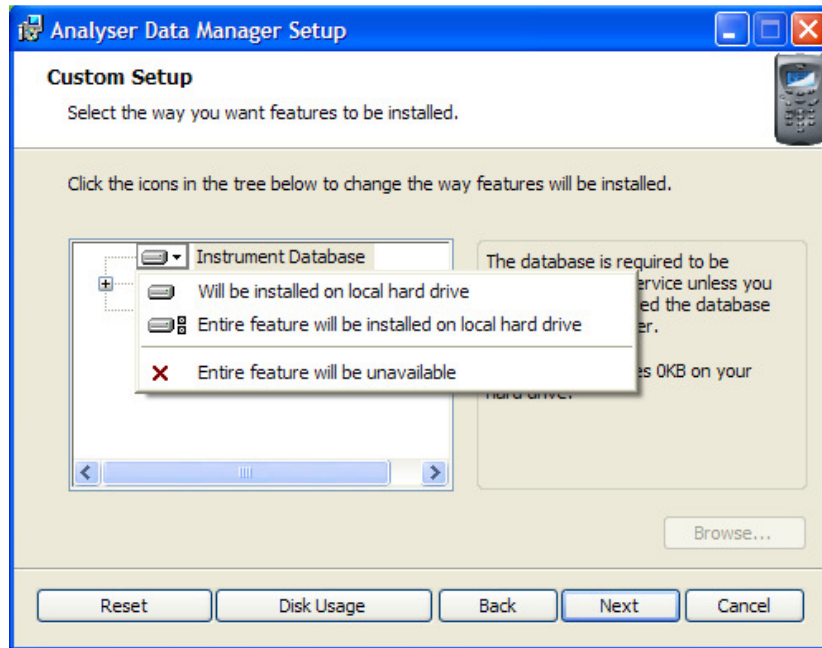 Analyser Data Manager Setup
Custom Setup
Select the way you want features to be installed.
Click the icons in the tree below to change the way features will be installed.
Instrument Database
Will be installed on local hard drive
Entire feature will be installed on local hard drive
Entire feature will be unavailable
The database is required to be
ervice unless you
ed the database
er.
es 0KB on your
hard drive.
Browse...
Reset
Disk Usage
Back
Next
Cancel